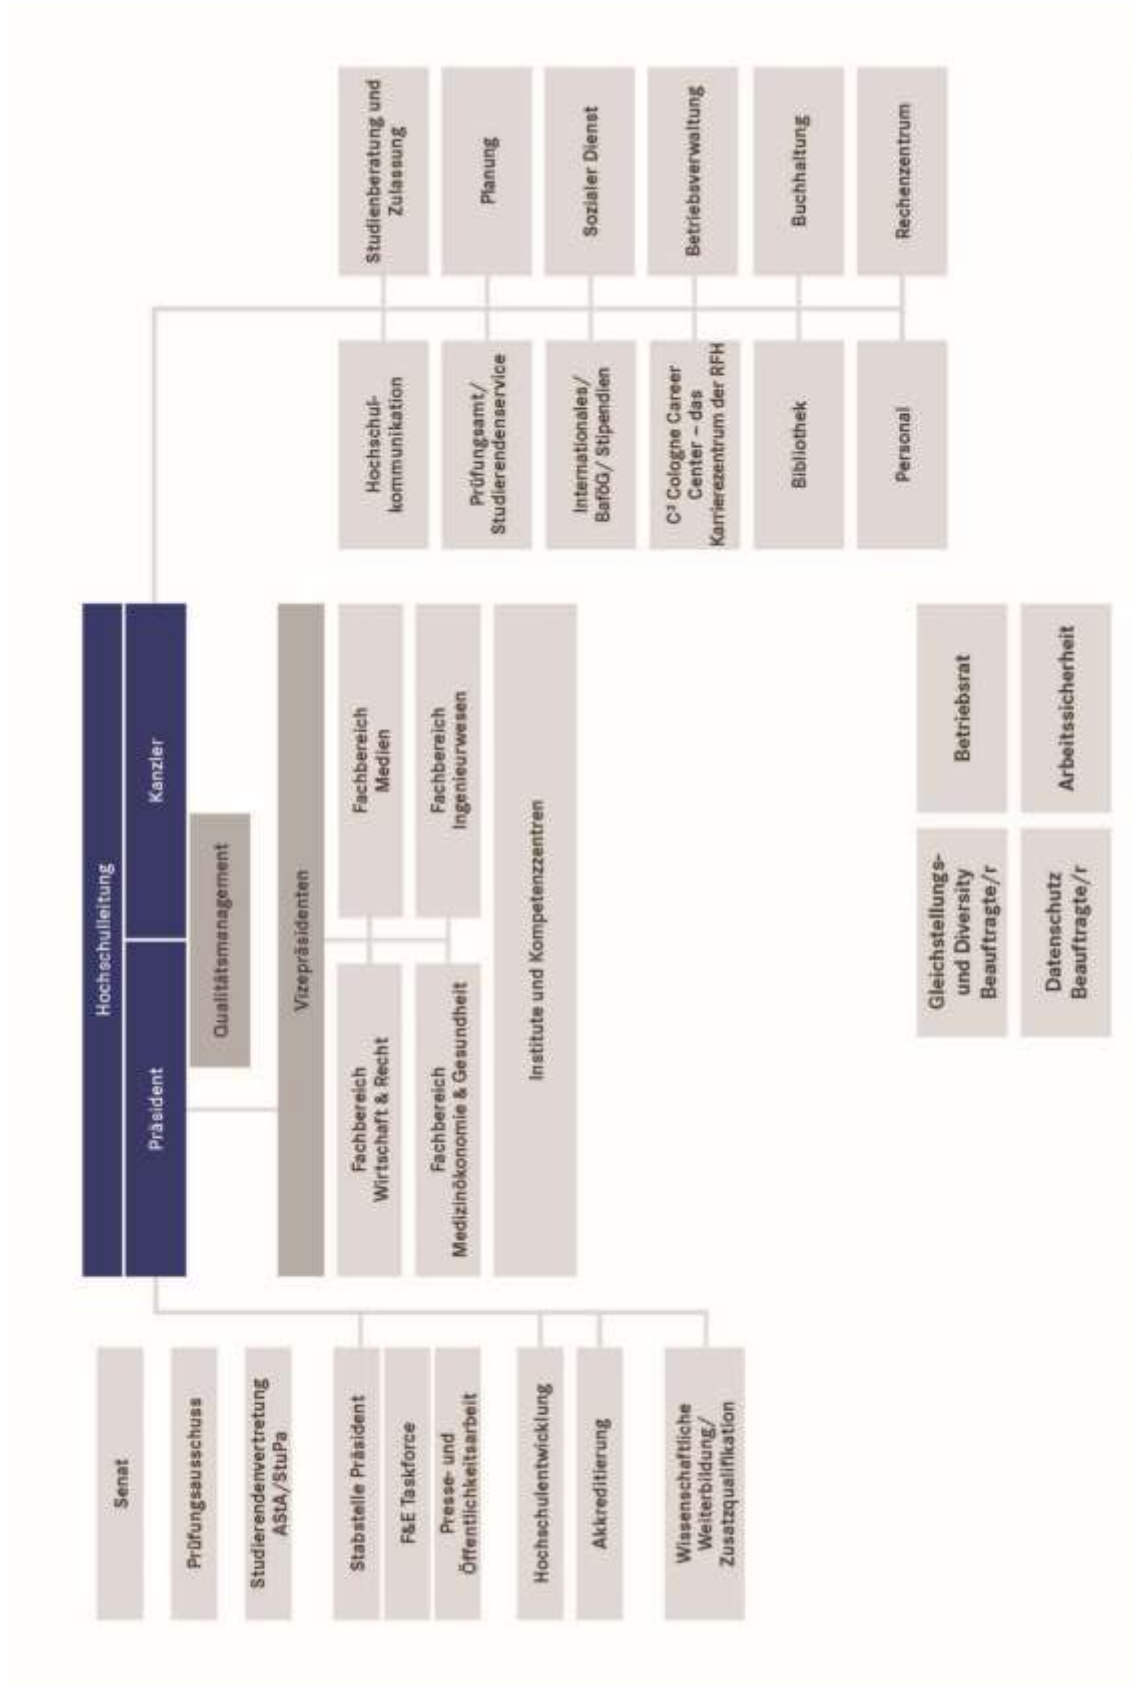 Hochschulleitung
Präsident
Kanzler
Qualitätsmanagement
Vizepräsidenten
Fachbereich
Wirtschaft & Recht
Fachbereich
Medien
Fachbereich
Medizinökonomie & Gesundheit
Fachbereich
Ingenieurwesen
Institute und Kompetenzzentren
Senat
Prüfungsausschuss
Studierendenvertretung
AStA/StuPa
Stabstelle Präsident
F&E Taskforce
Presse- und
Öffentlichkeitsarbeit
Hochschulentwicklung
Akkreditierung
Wissenschaftliche
Weiterbildung/
Zusatzqualifikation
Hochschul-
kommunikation
Studienberatung und
Zulassung
Prüfungsamt/
Studierendenservice
Planung
Internationales/
BaföG/ Stipendien
Sozialer Dienst
C³ Cologne Career
Center – das
Karrierezentrum der RFH
Betriebsverwaltung
Bibliothek
Buchhaltung
Personal
Rechenzentrum
Gleichstellungs-
und Diversity
Beauftragte/r
Betriebsrat
Datenschutz
Beauftragte/r
Arbeitssicherheit